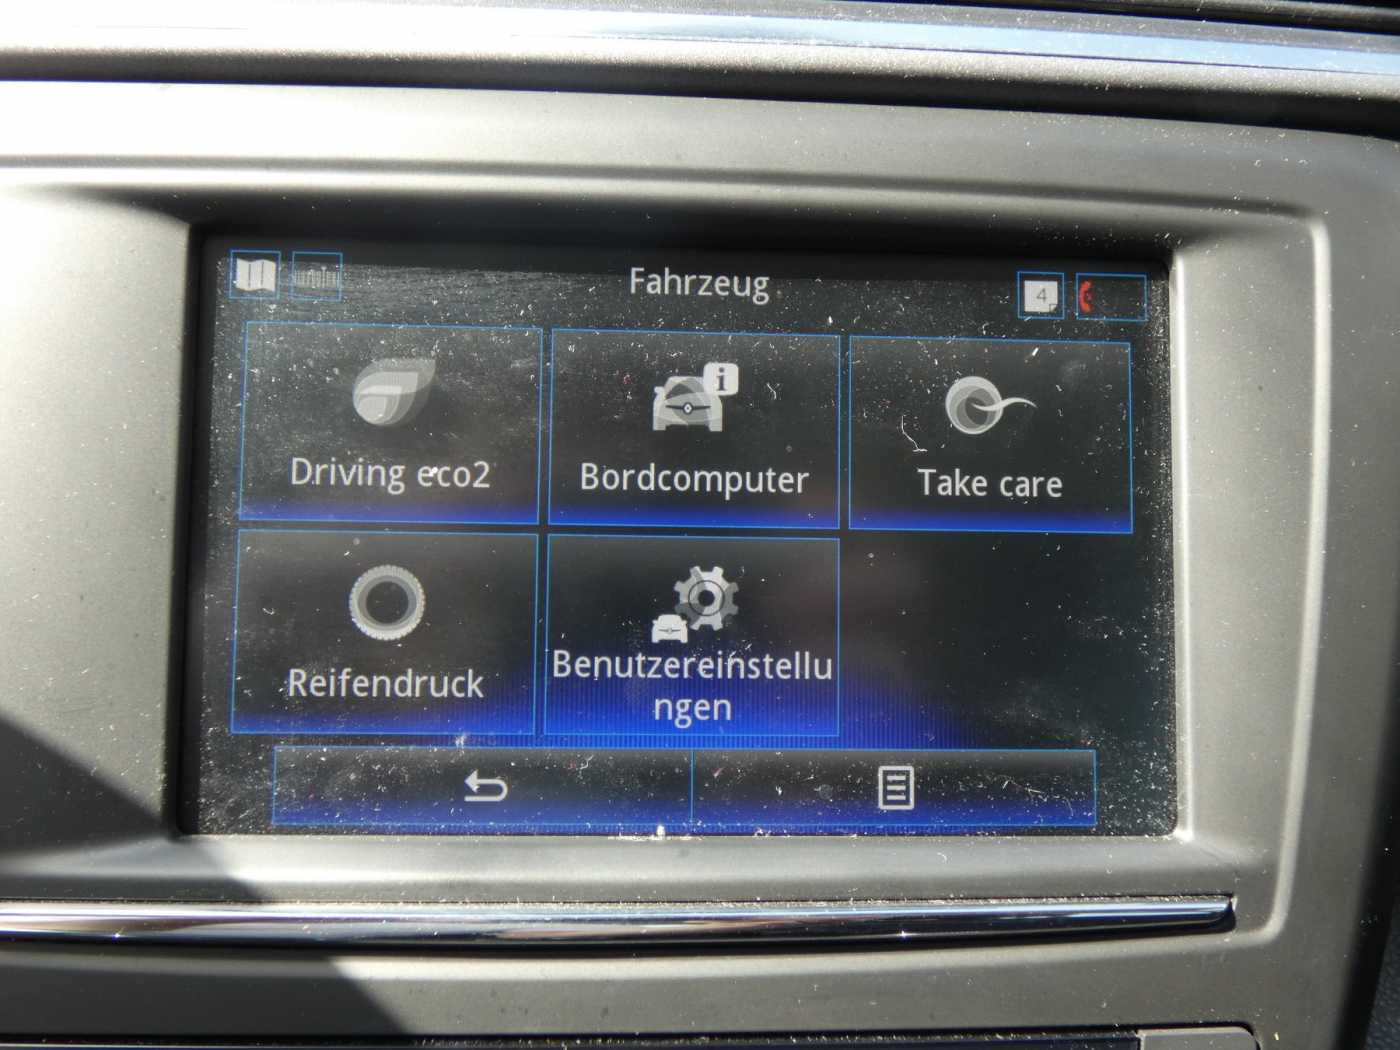 Fahrzeug
4
Driving eco2
i
Bordcomputer
Take care
Reifendruck
Benutzereinstellu
ngen